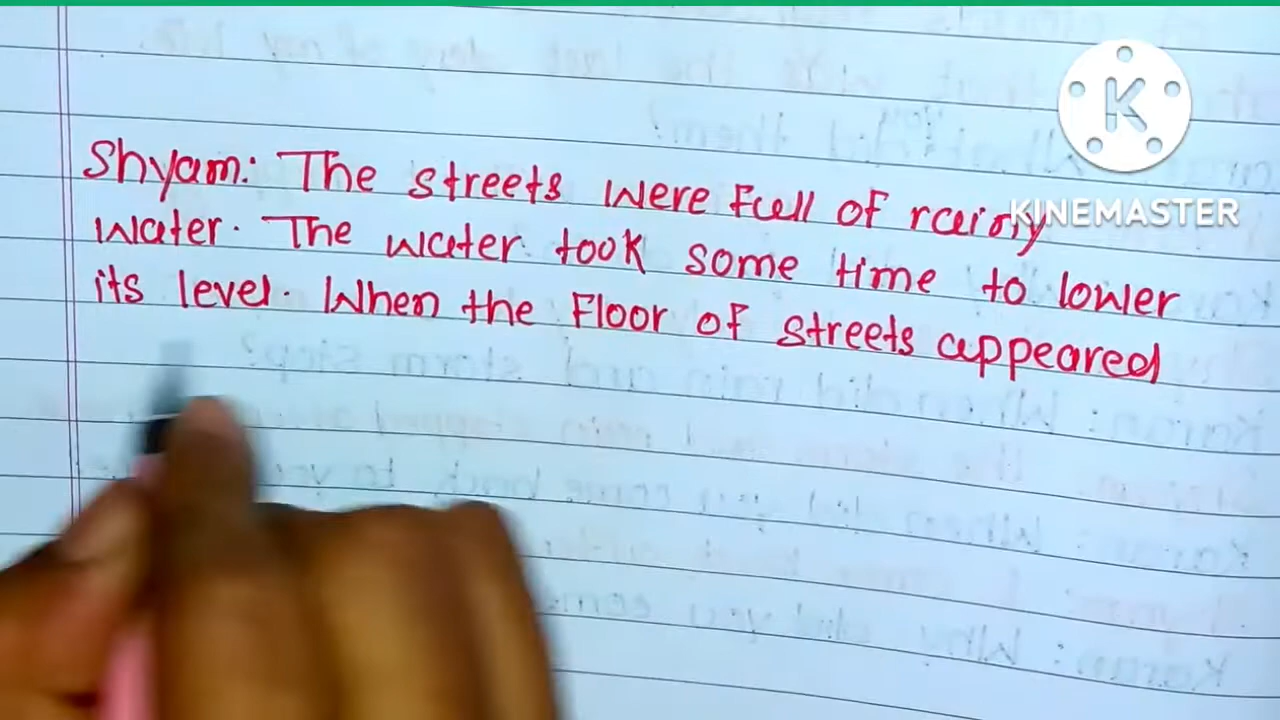 Shyam: The streets were full of rainy
water. The water took some time to lower
its level. When the floor of streets appeared
KINEMASTER